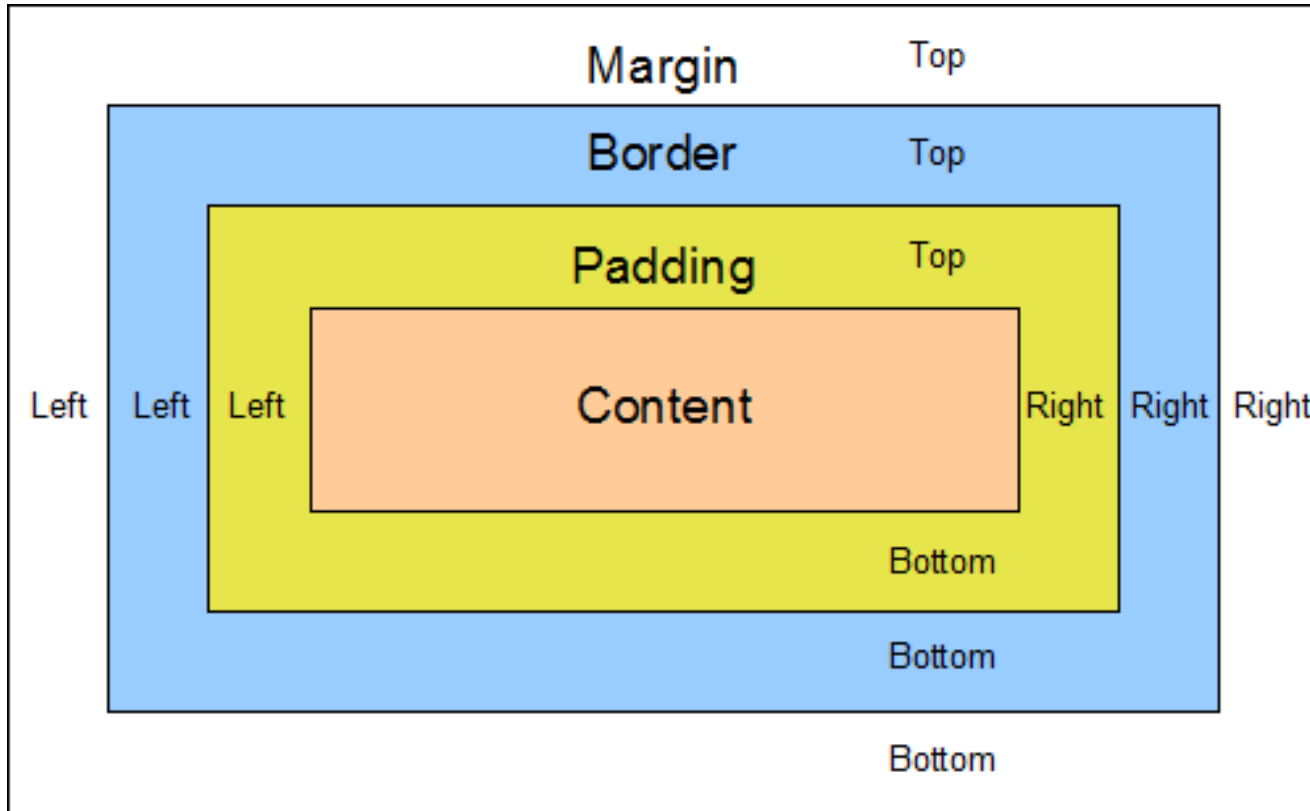 Margin Top
Border Top
Padding Top
Left Left Left Content Right Right Right
Bottom
Bottom
Bottom